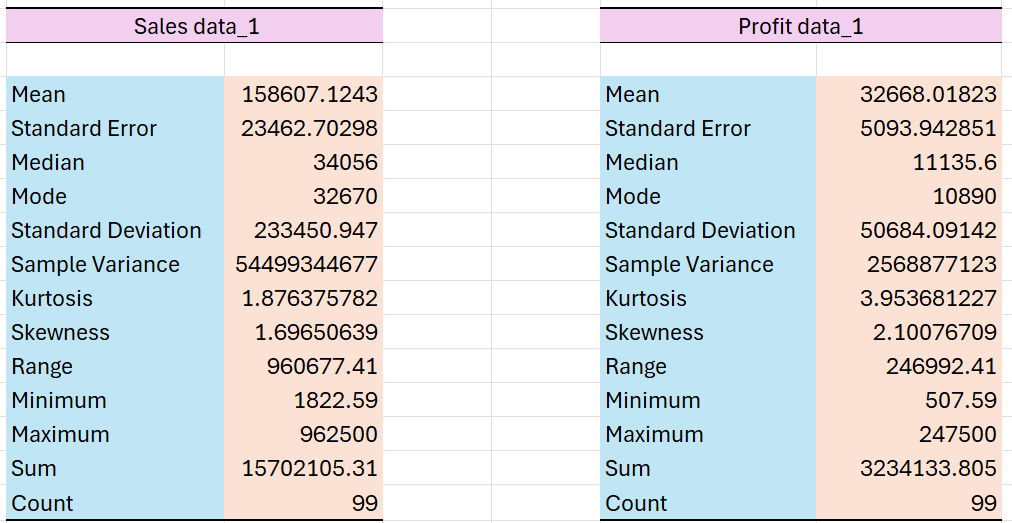 Sales data_1 Profit data_1
Mean 158607.1243 Mean 32668.01823
Standard Error 23462.70298 Standard Error 5093.942851
Median 34056 Median 11135.6
Mode 32670 Mode 10890
Standard Deviation 233450.947 Standard Deviation 50684.09142
Sample Variance 54499344677 Sample Variance 2568877123
Kurtosis 1.876375782 Kurtosis 3.953681227
Skewness 1.69650639 Skewness 2.10076709
Range 960677.41 Range 246992.41
Minimum 1822.59 Minimum 507.59
Maximum 962500 Maximum 247500
Sum 15702105.31 Sum 3234133.805
Count 99 Count 99